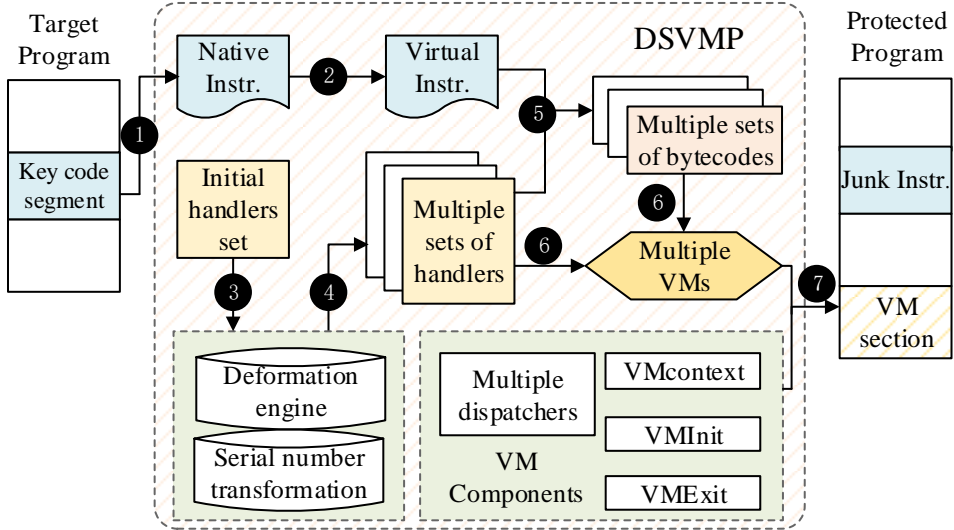 Target
Program
Key code
segment
1
DSVMP
Native
Instr.
2
Virtual
Instr.
5
Multiple sets
of bytecodes
Initial
handlers
set
Multiple
sets of
handlers
6
6
Multiple
VMs
3
4
7
Deformation
engine
Serial number
transformation
Multiple
dispatchers
VMcontext
VMInit
VMExit
VM
Components
Protected
Program
Junk Instr.
VM
section